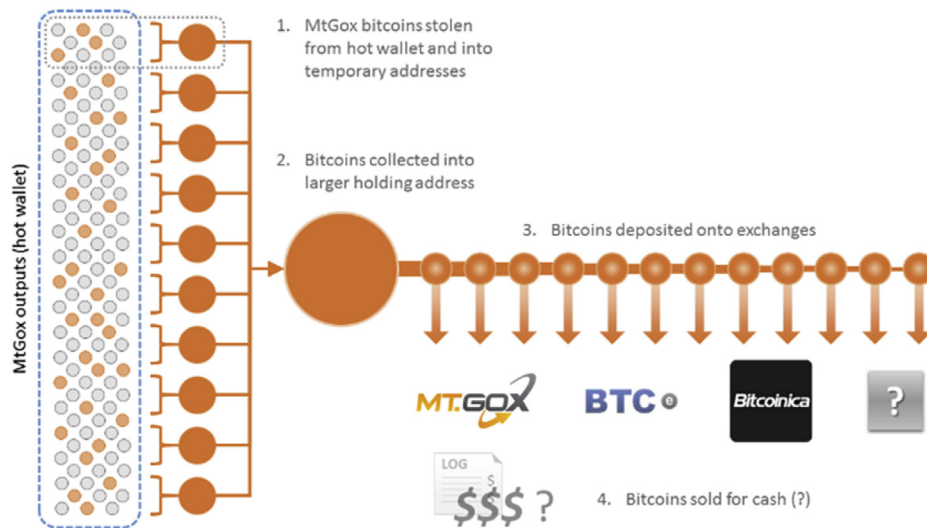 1. MtGox bitcoins stolen
from hot wallet and into
temporary addresses
2. Bitcoins collected into
larger holding address
3. Bitcoins deposited onto exchanges
MtGox outputs (hot wallet)
MT.GOX
BTC e
Bitcoinica
?
LOG
$
$
$$$ ?
4. Bitcoins sold for cash (?)